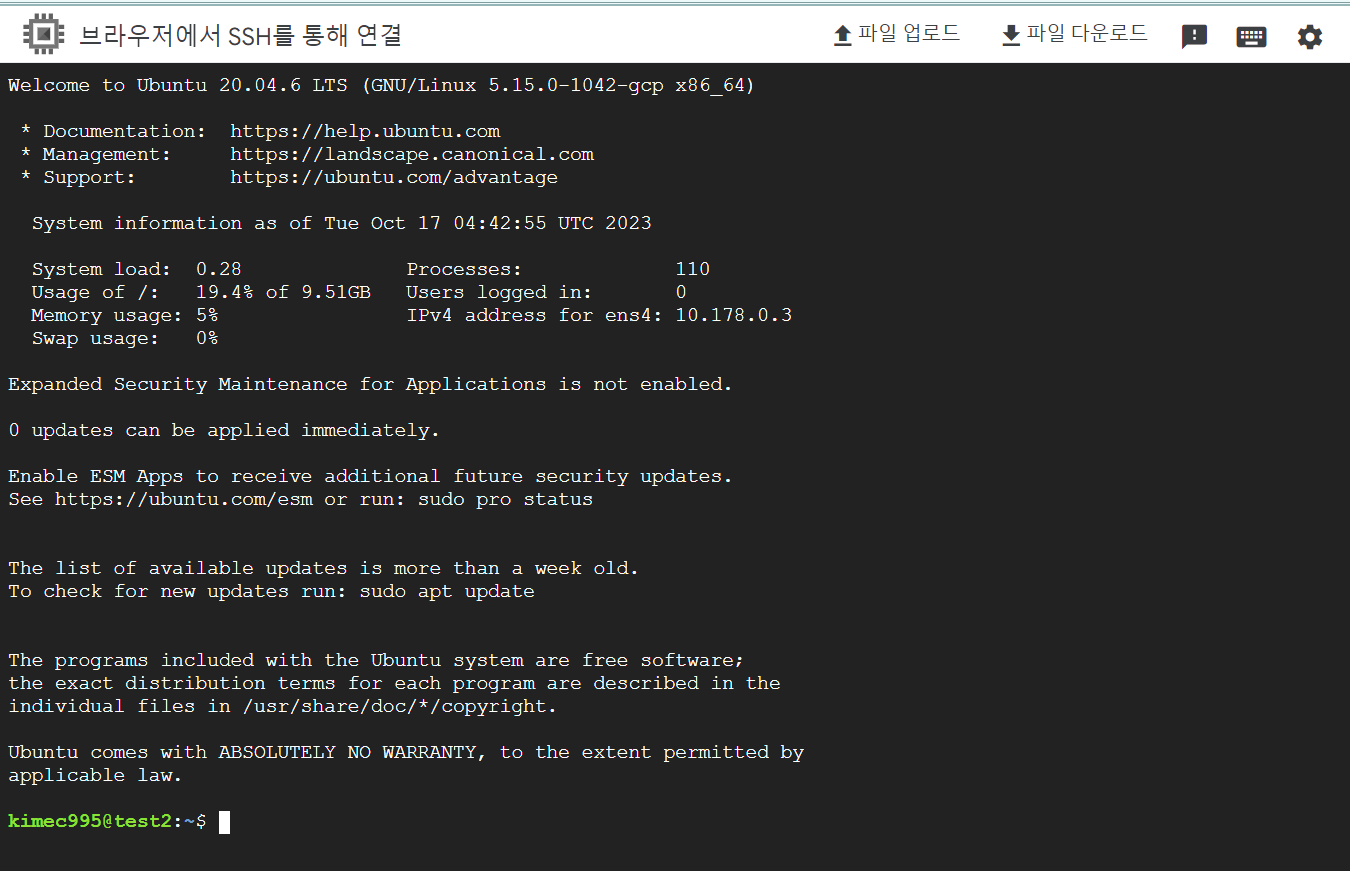 브라우저에서 SSH를 통해 연결 파일 업로드 파일 다운로드
Welcome to Ubuntu 20.04.6 LTS (GNU/Linux 5.15.0-1042-gcp x86_64)
* Documentation: https://help.ubuntu.com
* Management: https://landscape.canonical.com
* Support: https://ubuntu.com/advantage
System information as of Tue Oct 17 04:42:55 UTC 2023
System load: 0.28 Processes: 110
Usage of /: 19.4% of 9.51GB Users logged in: 0
Memory usage: 5% IPv4 address for ens4: 10.178.0.3
Swap usage: 0%
Expanded Security Maintenance for Applications is not enabled.
0 updates can be applied immediately.
Enable ESM Apps to receive additional future security updates.
See https://ubuntu.com/esm or run: sudo pro status
The list of available updates is more than a week old.
To check for new updates run: sudo apt update
The programs included with the Ubuntu system are free software;
the exact distribution terms for each program are described in the
individual files in /usr/share/doc/*/copyright.
Ubuntu comes with ABSOLUTELY NO WARRANTY, to the extent permitted by
applicable law.
kimec995@test2:~$